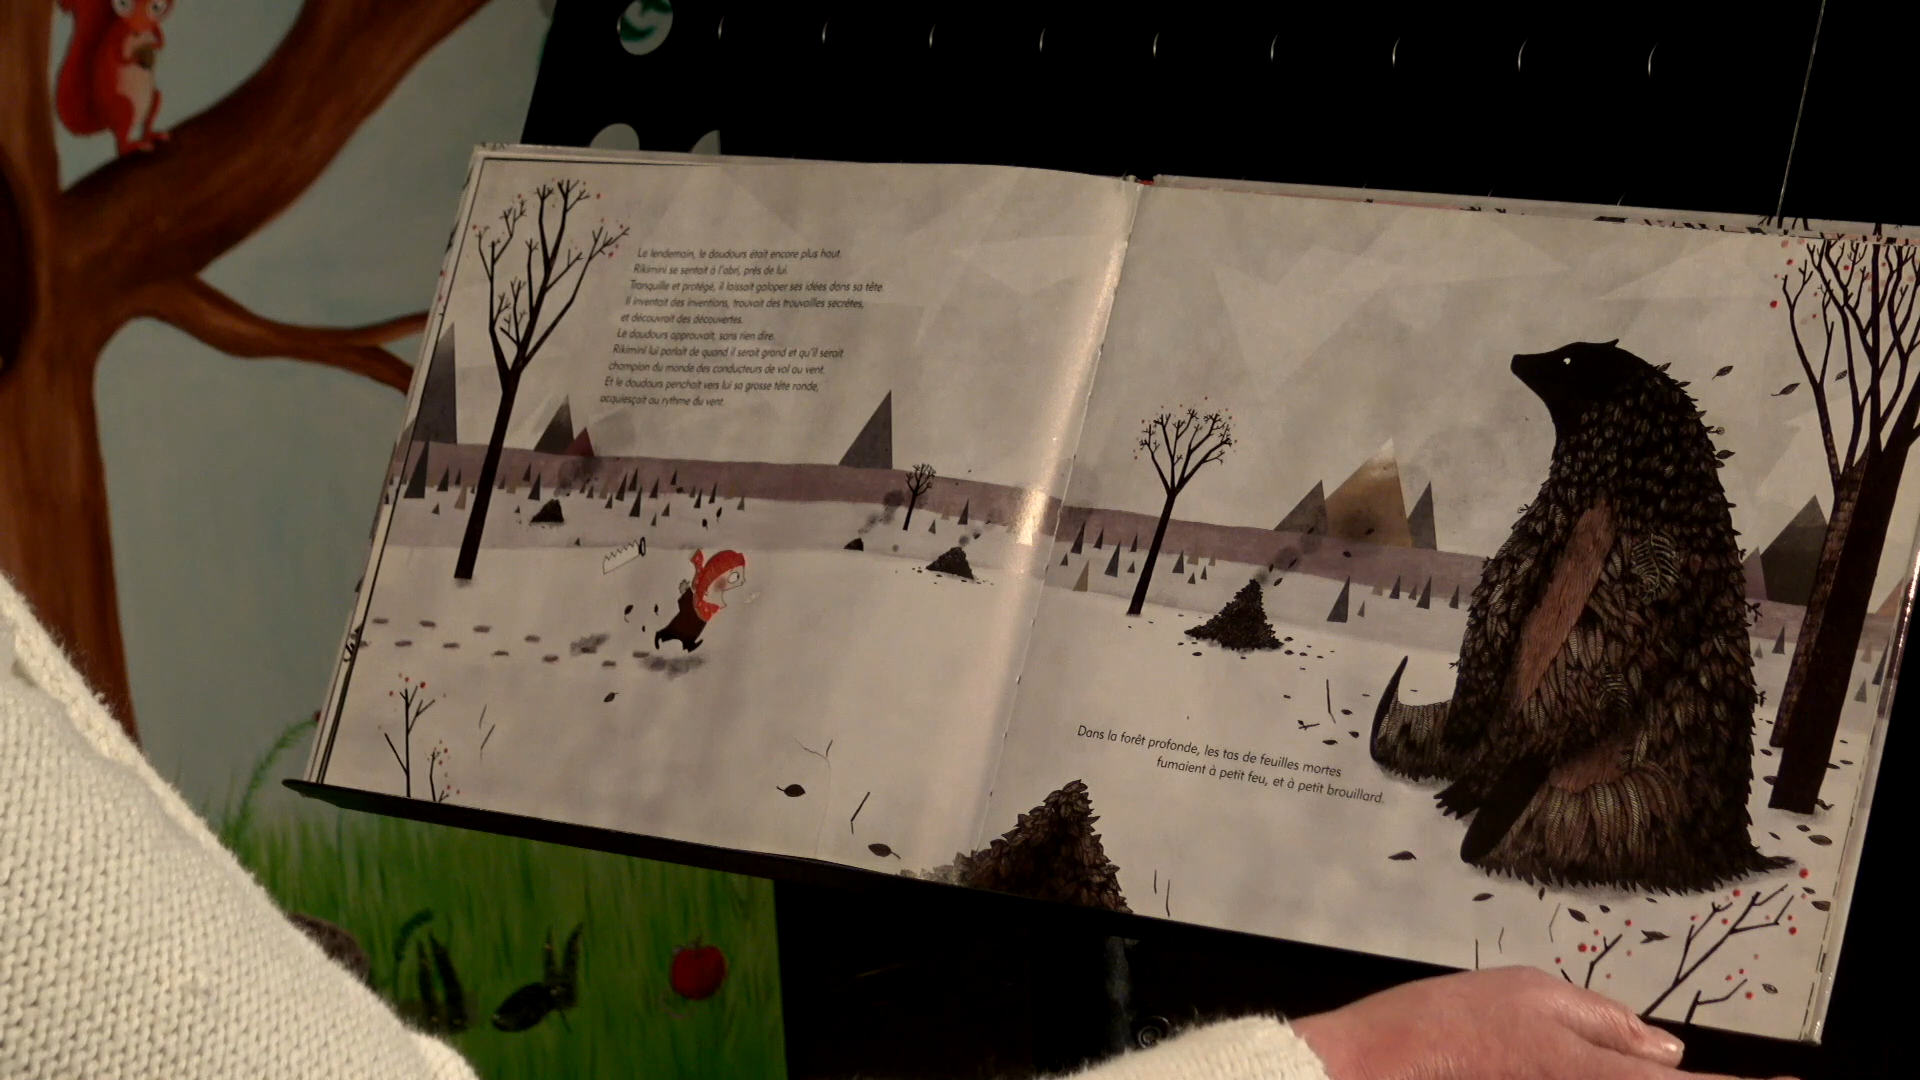 Le lendemain, le doudours était encore plus haut.
Rikimini se sentait à l'abri, près de lui.
Tranquille et protégé, il laissait galoper ses idées dans sa tête.
Il inventait des inventions, trouvait des trouvailles secrètes,
et découvrait des découvertes.
Le doudours approuvait, sans rien dire.
Rikimini lui parlait de quand il serait grand et qu'il serait
champion du monde des conducteurs de vol au vent.
Et le doudours penchait vers lui sa grosse tête ronde,
acquiesçait au rythme du vent.
Dans la forêt profonde, les tas de feuilles mortes
fumaient à petit feu, et à petit brouillard.